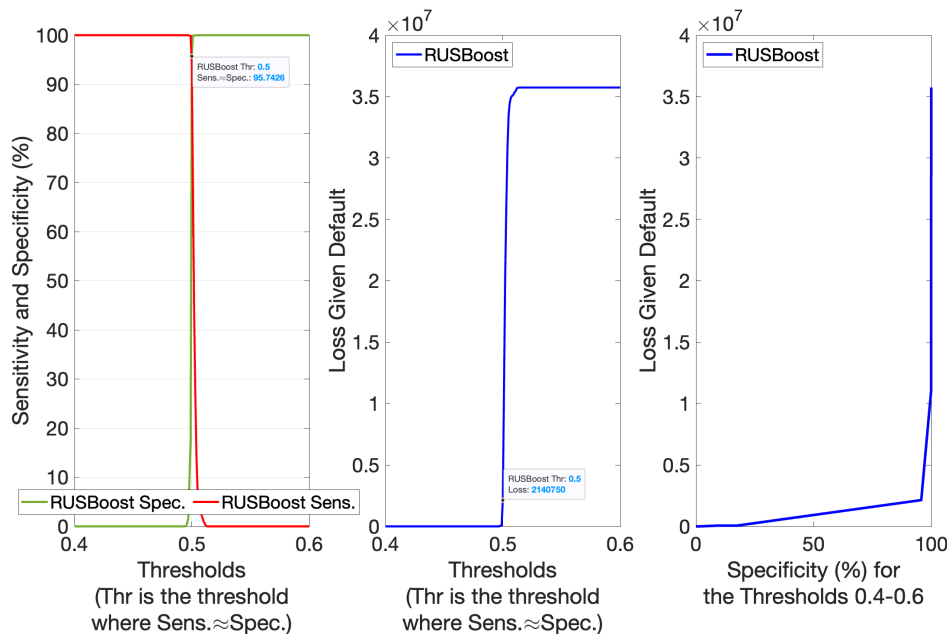 100
90
80
70
60
50
40
30
20
10
0
Sensitivity and Specificity (%)
RUSBoost Thr: 0.5
Sens.≈Spec.: 95.7426
RUSBoost Spec.
RUSBoost Sens.
0.4
0.5
0.6
Thresholds
(Thr is the threshold
where Sens.≈Spec.)
×10^7
4
3.5
3
2.5
2
1.5
1
0.5
0
Loss Given Default
RUSBoost
RUSBoost Thr: 0.5
Loss: 2140750
0.4
0.5
0.6
Thresholds
(Thr is the threshold
where Sens.≈Spec.)
×10^7
4
3.5
3
2.5
2
1.5
1
0.5
0
Loss Given Default
RUSBoost
0
50
100
Specificity (%) for
the Thresholds 0.4-0.6